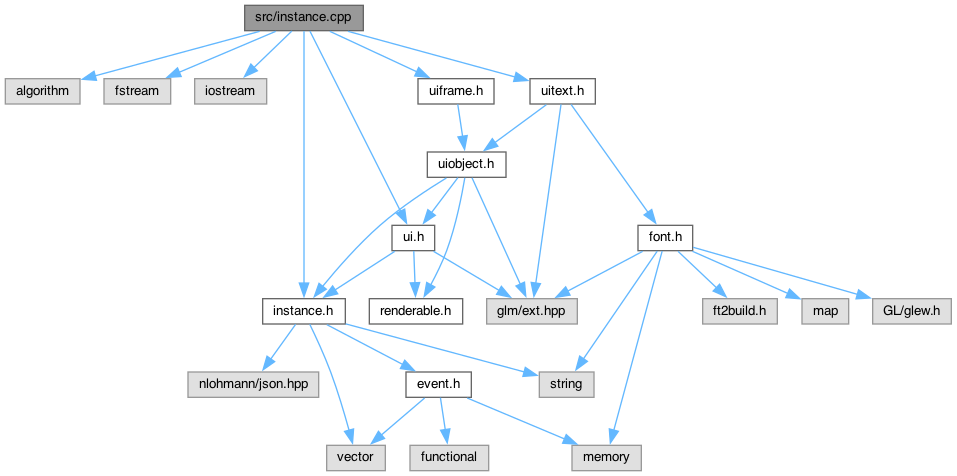 src/instance.cpp
algorithm
fstream
iostream
uiframe.h
uitext.h
uiobject.h
ui.h
font.h
instance.h
renderable.h
glm/ext.hpp
ft2build.h
map
GL/glew.h
nlohmann/json.hpp
event.h
string
vector
functional
memory